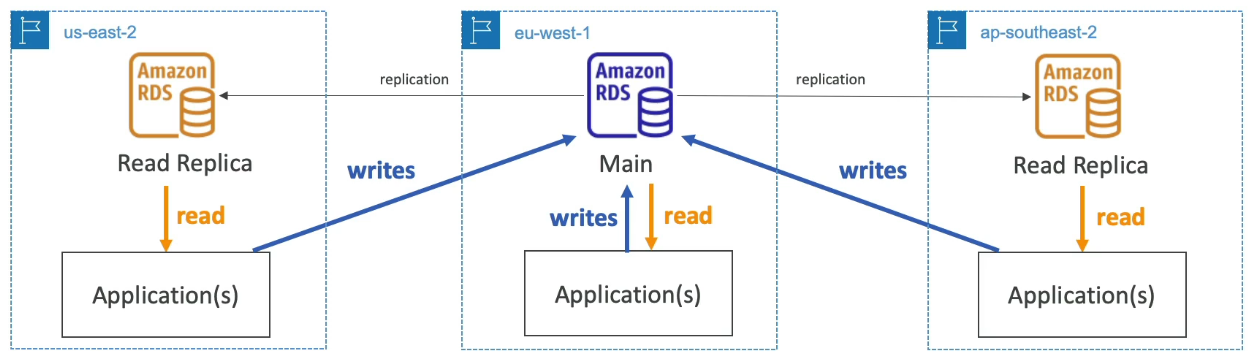 us-east-2
eu-west-1
ap-southeast-2
Amazon
RDS
replication
Amazon
RDS
replication
Amazon
RDS
Read Replica
writes
Main
writes
Read Replica
read
writes
read
read
Application(s)
Application(s)
Application(s)